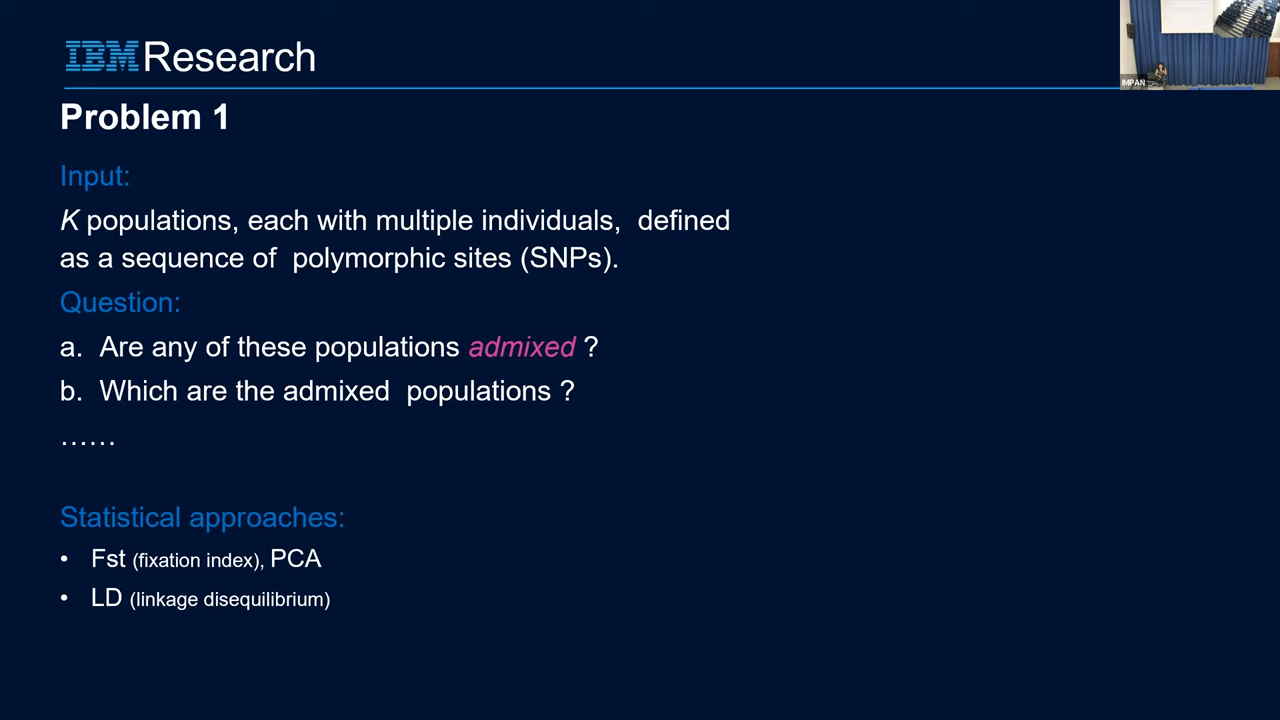 IBM Research
IMPAN
Problem 1
Input:
K populations, each with multiple individuals, defined
as a sequence of polymorphic sites (SNPs).
Question:
a. Are any of these populations admixed ?
b. Which are the admixed populations ?
……
Statistical approaches:
• Fst (fixation index), PCA
• LD (linkage disequilibrium)